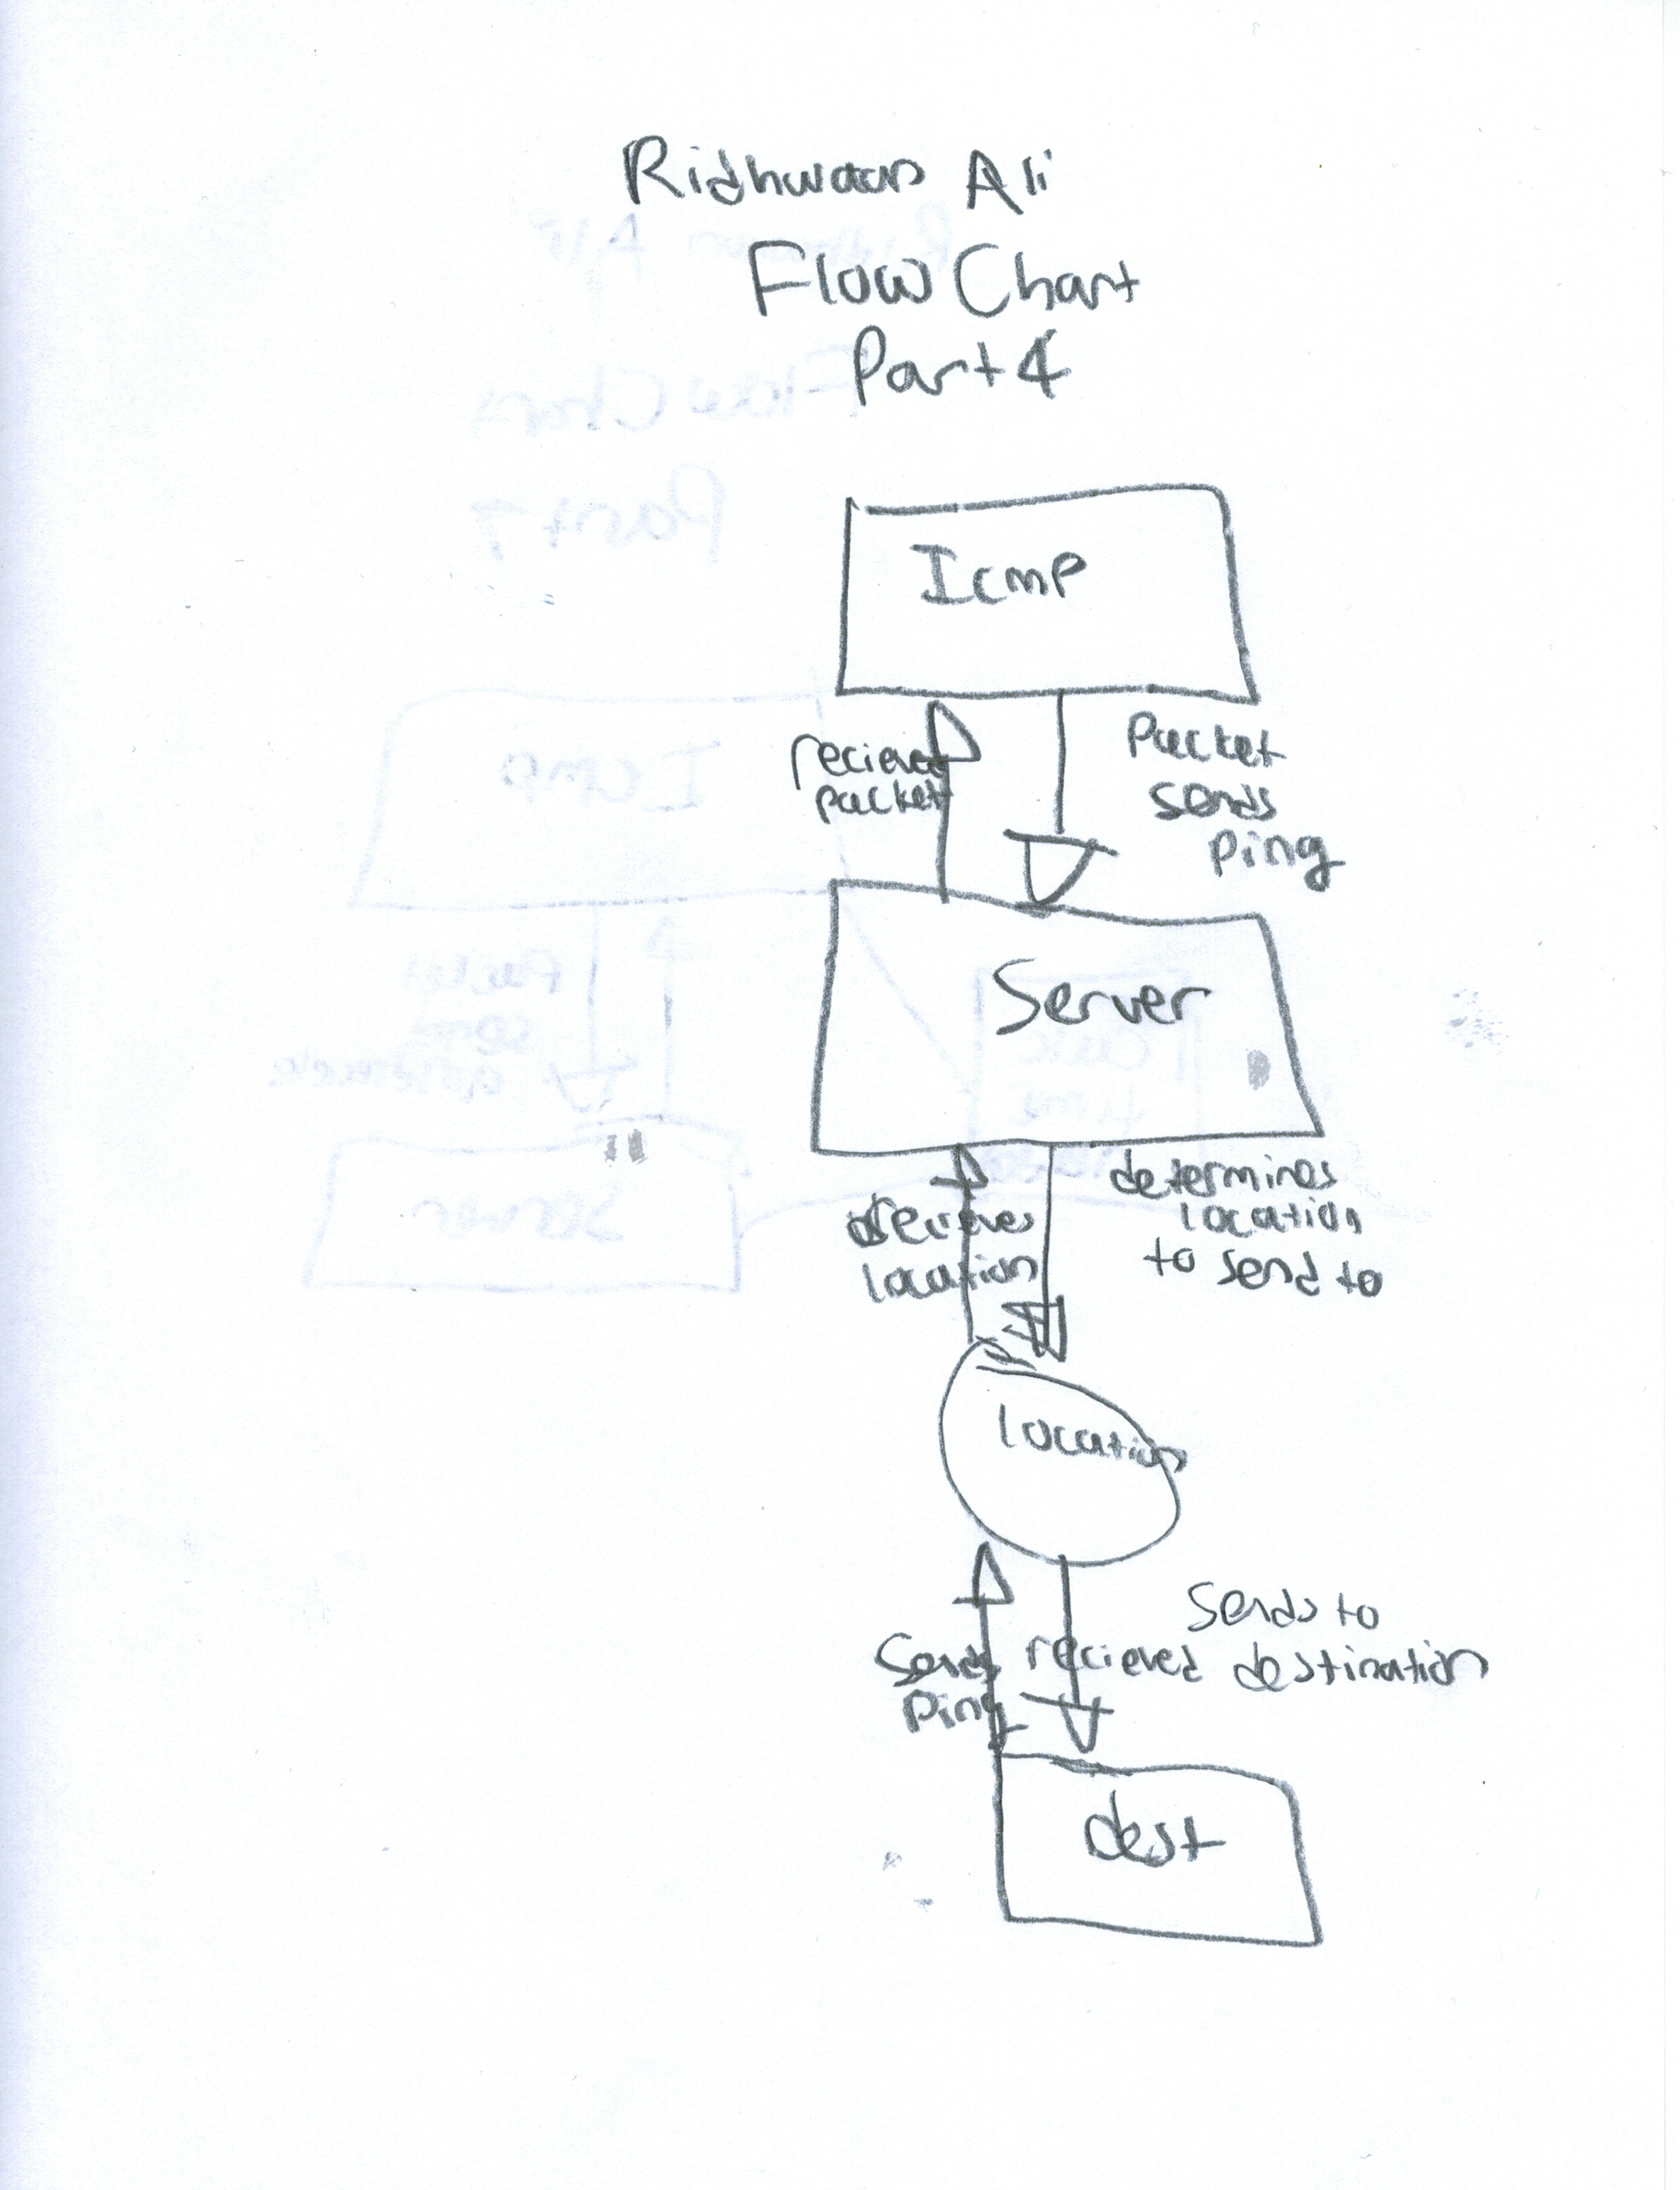 Ridhwaan Ali
Flow Chart
Part 4
Icmp
recieved
packet
Packet
sends
Ping
Server
recieves
location
determines
location
to send to
location
Sends
Ping
Sends to
recieved destination
dest